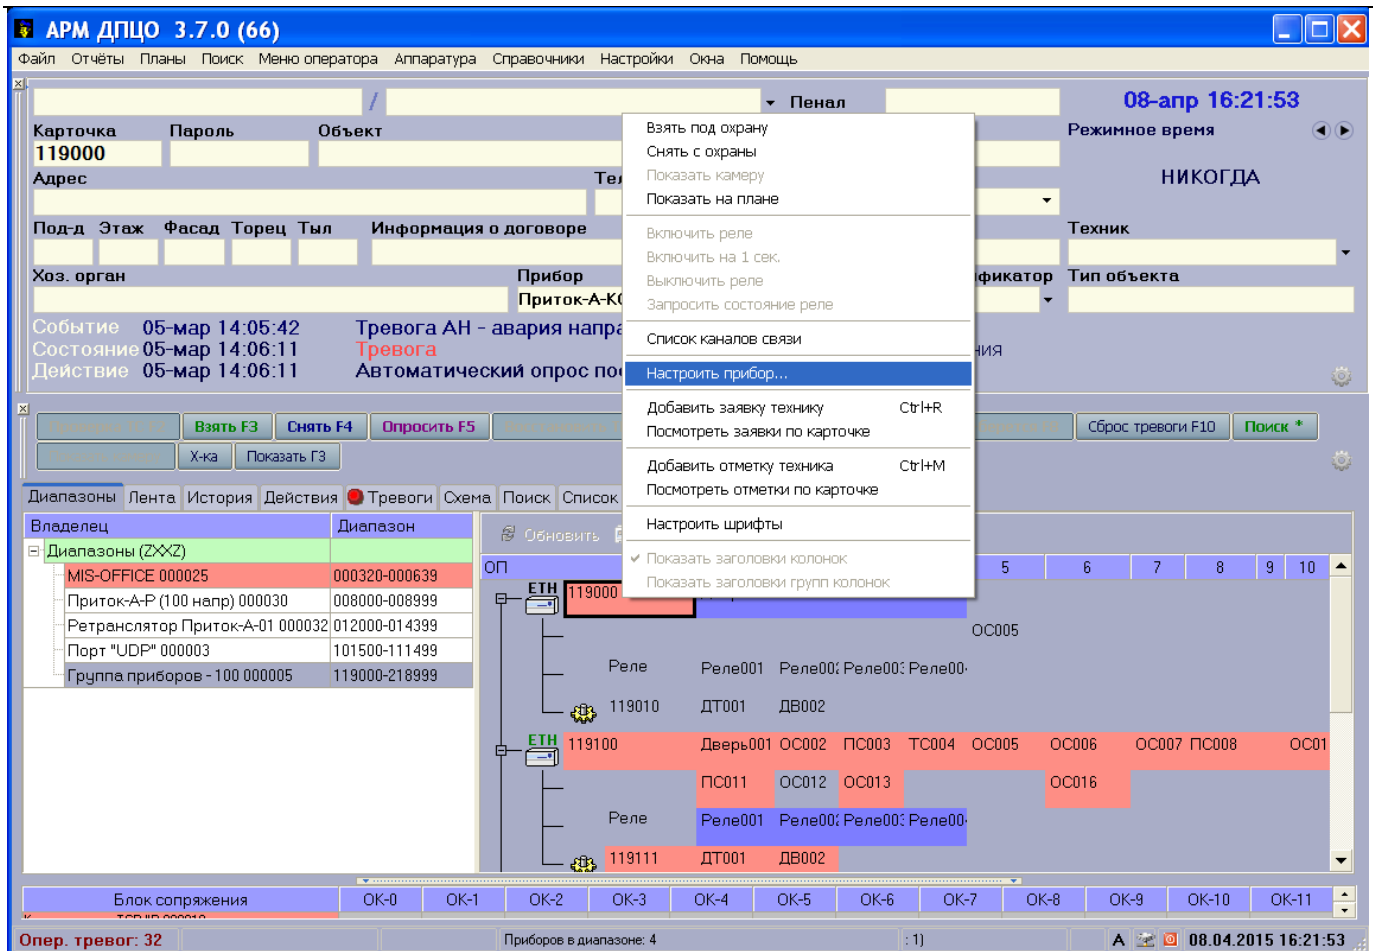 АРМ ДПЦО 3.7.0 (66)
Файл Отчёты Планы Поиск Меню оператора Аппаратура Справочники Настройки Окна Помощь
/ Пенал 08-апр 16:21:53
Карточка Пароль Объект Режимное время
119000
Адрес НИКОГДА
Под-д Этаж Фасад Торец Тыл Информация о договоре Техник
Хоз. орган Прибор Тип объекта
Событие 05-мар 14:05:42 Тревога АН - авария
Состояние 05-мар 14:06:11 Тревога
Действие 05-мар 14:06:11 Автоматический опрос
Взять под охрану
Снять с охраны
Показать камеру
Показать на плане
Включить реле
Включить на 1 сек.
Выключить реле
Запросить состояние реле
Список каналов связи
Настроить прибор...
Добавить заявку технику Ctrl+R
Посмотреть заявки по карточке
Добавить отметку техника Ctrl+M
Посмотреть отметки по карточке
Настроить шрифты
Показать заголовки колонок
Показать заголовки групп колонок
Взять F3 Снять F4 Опросить F5 Сброс тревоги F10 Поиск *
Х-ка Показать Г3
Диапазоны Лента История Действия Тревоги Схема Поиск Список
Владелец Диапазон
Диапазоны (ZXXZ)
MIS-OFFICE 000025 000320-000639
Приток-А-Р (100 напр) 000030 008000-008999
Ретранслятор Приток-А-01 000032 012000-014399
Порт "UDP" 000003 101500-111499
Группа приборов - 100 000005 119000-218999
Обновить
ОП 5 6 7 8 9 10
ETH 119000
ОС005
Реле Реле001 Реле002 Реле003 Реле00
119010 ДТ001 ДВ002
ETH 119100 Дверь001 ОС002 ПС003 ТС004 ОС005 ОС006 ОС007 ПС008 ОС01
ПС011 ОС012 ОС013 ОС016
Реле Реле001 Реле002 Реле003 Реле00
119111 ДТ001 ДВ002
Блок сопряжения ОК-0 ОК-1 ОК-2 ОК-3 ОК-4 ОК-5 ОК-6 ОК-7 ОК-8 ОК-9 ОК-10 ОК-11
Опер. тревог: 32 Приборов в диапазоне: 4 : 1) A 08.04.2015 16:21:53